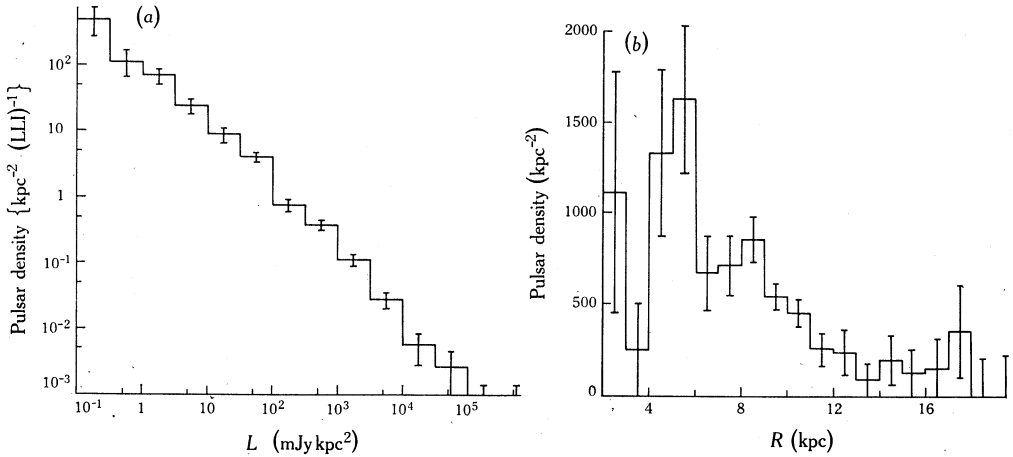 (a)
Pulsar density {kpc⁻² (LLI)⁻¹}
10²
10
1
10⁻¹
10⁻²
10⁻³
10⁻¹ 1 10 10² 10³ 10⁴ 10⁵
L (mJy kpc²)
(b)
Pulsar density (kpc⁻²)
2000
1500
1000
500
0
4 8 12 16
R (kpc)